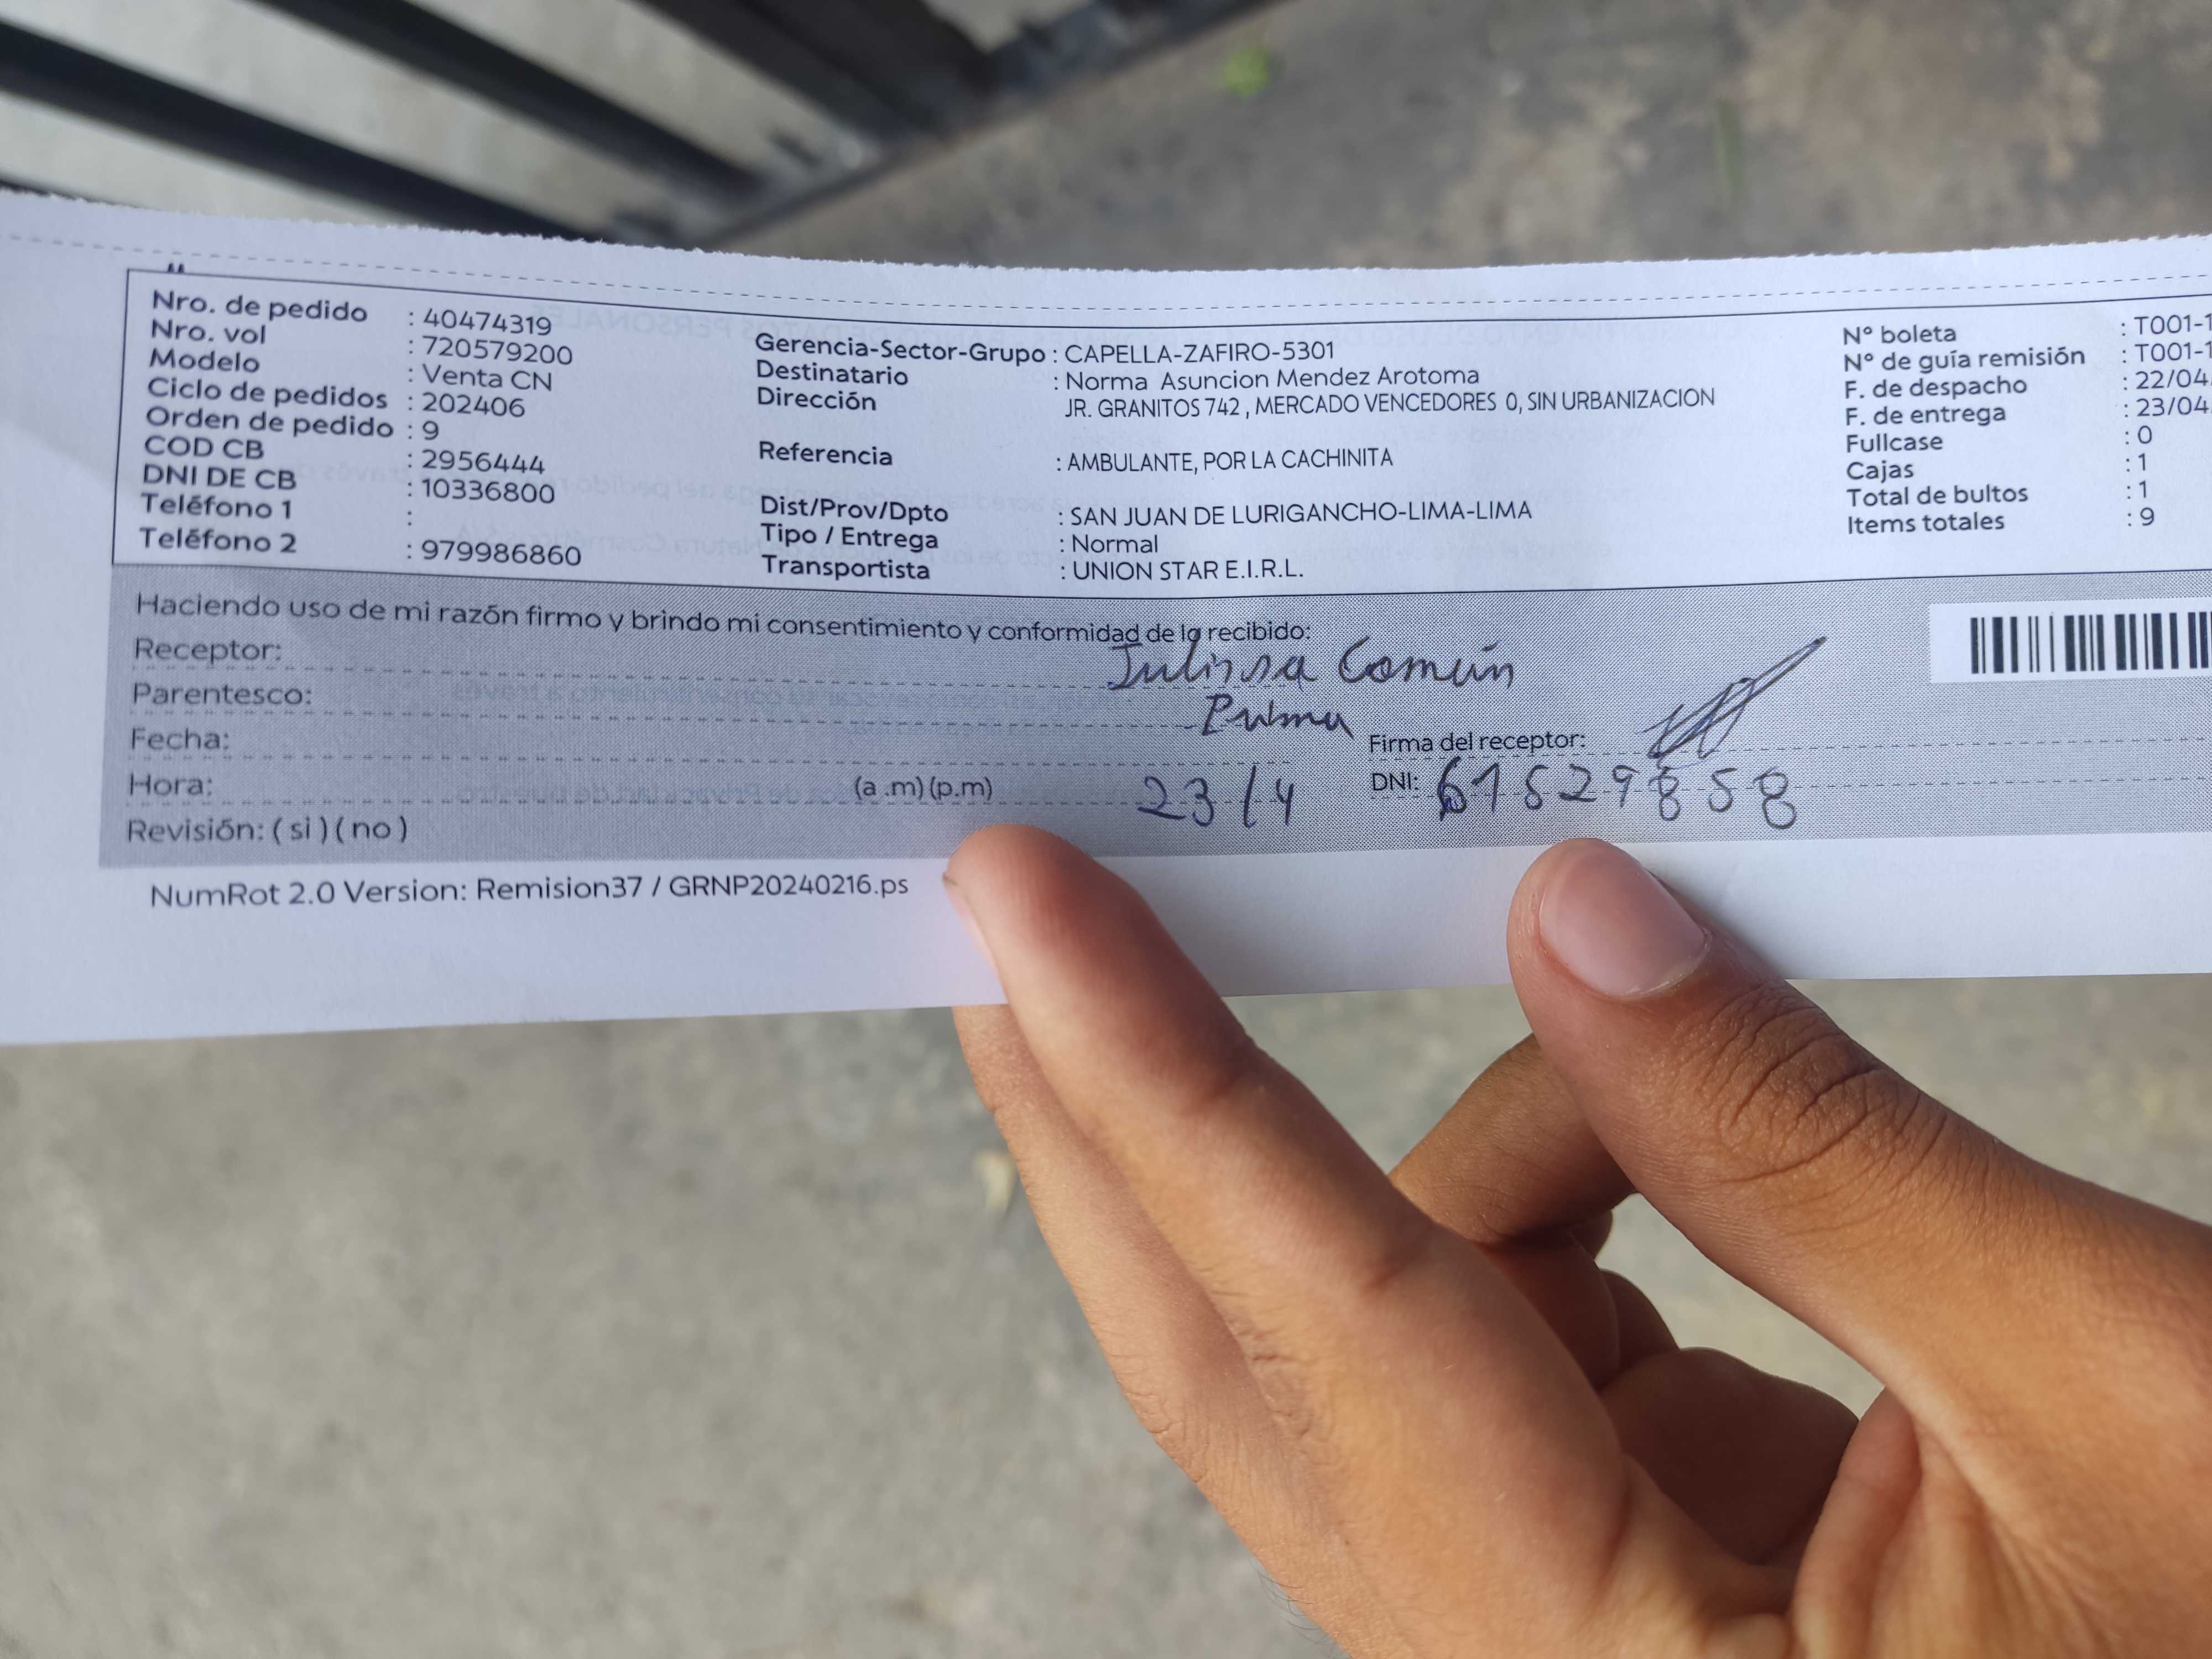 Nro. de pedido : 40474319
Nro. vol : 720579200
Modelo : Venta CN
Ciclo de pedidos : 202406
Orden de pedido : 9
COD CB : 2956444
DNI DE CB : 10336800
Teléfono 1 :
Teléfono 2 : 979986860
Gerencia-Sector-Grupo : CAPELLA-ZAFIRO-5301
Destinatario : Norma Asuncion Mendez Arotoma
Dirección JR. GRANITOS 742 , MERCADO VENCEDORES 0, SIN URBANIZACION
Referencia : AMBULANTE, POR LA CACHINITA
Dist/Prov/Dpto : SAN JUAN DE LURIGANCHO-LIMA-LIMA
Tipo / Entrega : Normal
Transportista : UNION STAR E.I.R.L.
N° boleta : T001-1
N° de guía remisión : T001-1
F. de despacho : 22/04
F. de entrega : 23/04
Fullcase : 0
Cajas : 1
Total de bultos : 1
Items totales : 9
Haciendo uso de mi razón firmo y brindo mi consentimiento y conformidad de lo recibido:
Receptor: Julissa Común
Parentesco: Prima
Fecha: Firma del receptor:
Hora: (a .m) (p.m) 23/4 DNI: 61529858
Revisión: ( si ) ( no )
NumRot 2.0 Version: Remision37 / GRNP20240216.ps